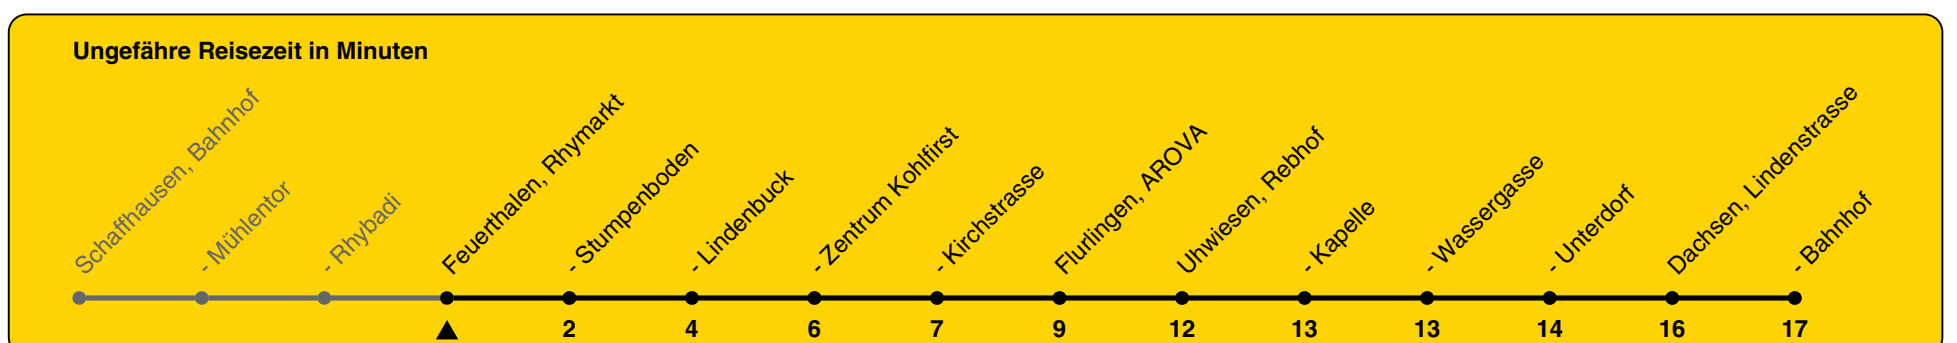 Ungefähre Reisezeit in Minuten
Schaffhausen, Bahnhof
- Mühlentor
- Rhybadi
Feuerthalen, Rhymarkt
- Stumpenboden
- Lindenbuck
- Zentrum Kohlfirst
- Kirchstrasse
Flurlingen, AROVA
Uhwiesen, Rebhof
- Kapelle
- Wassergasse
- Unterdorf
Dachsen, Lindenstrasse
- Bahnhof
2 4 6 7 9 12 13 13 14 16 17